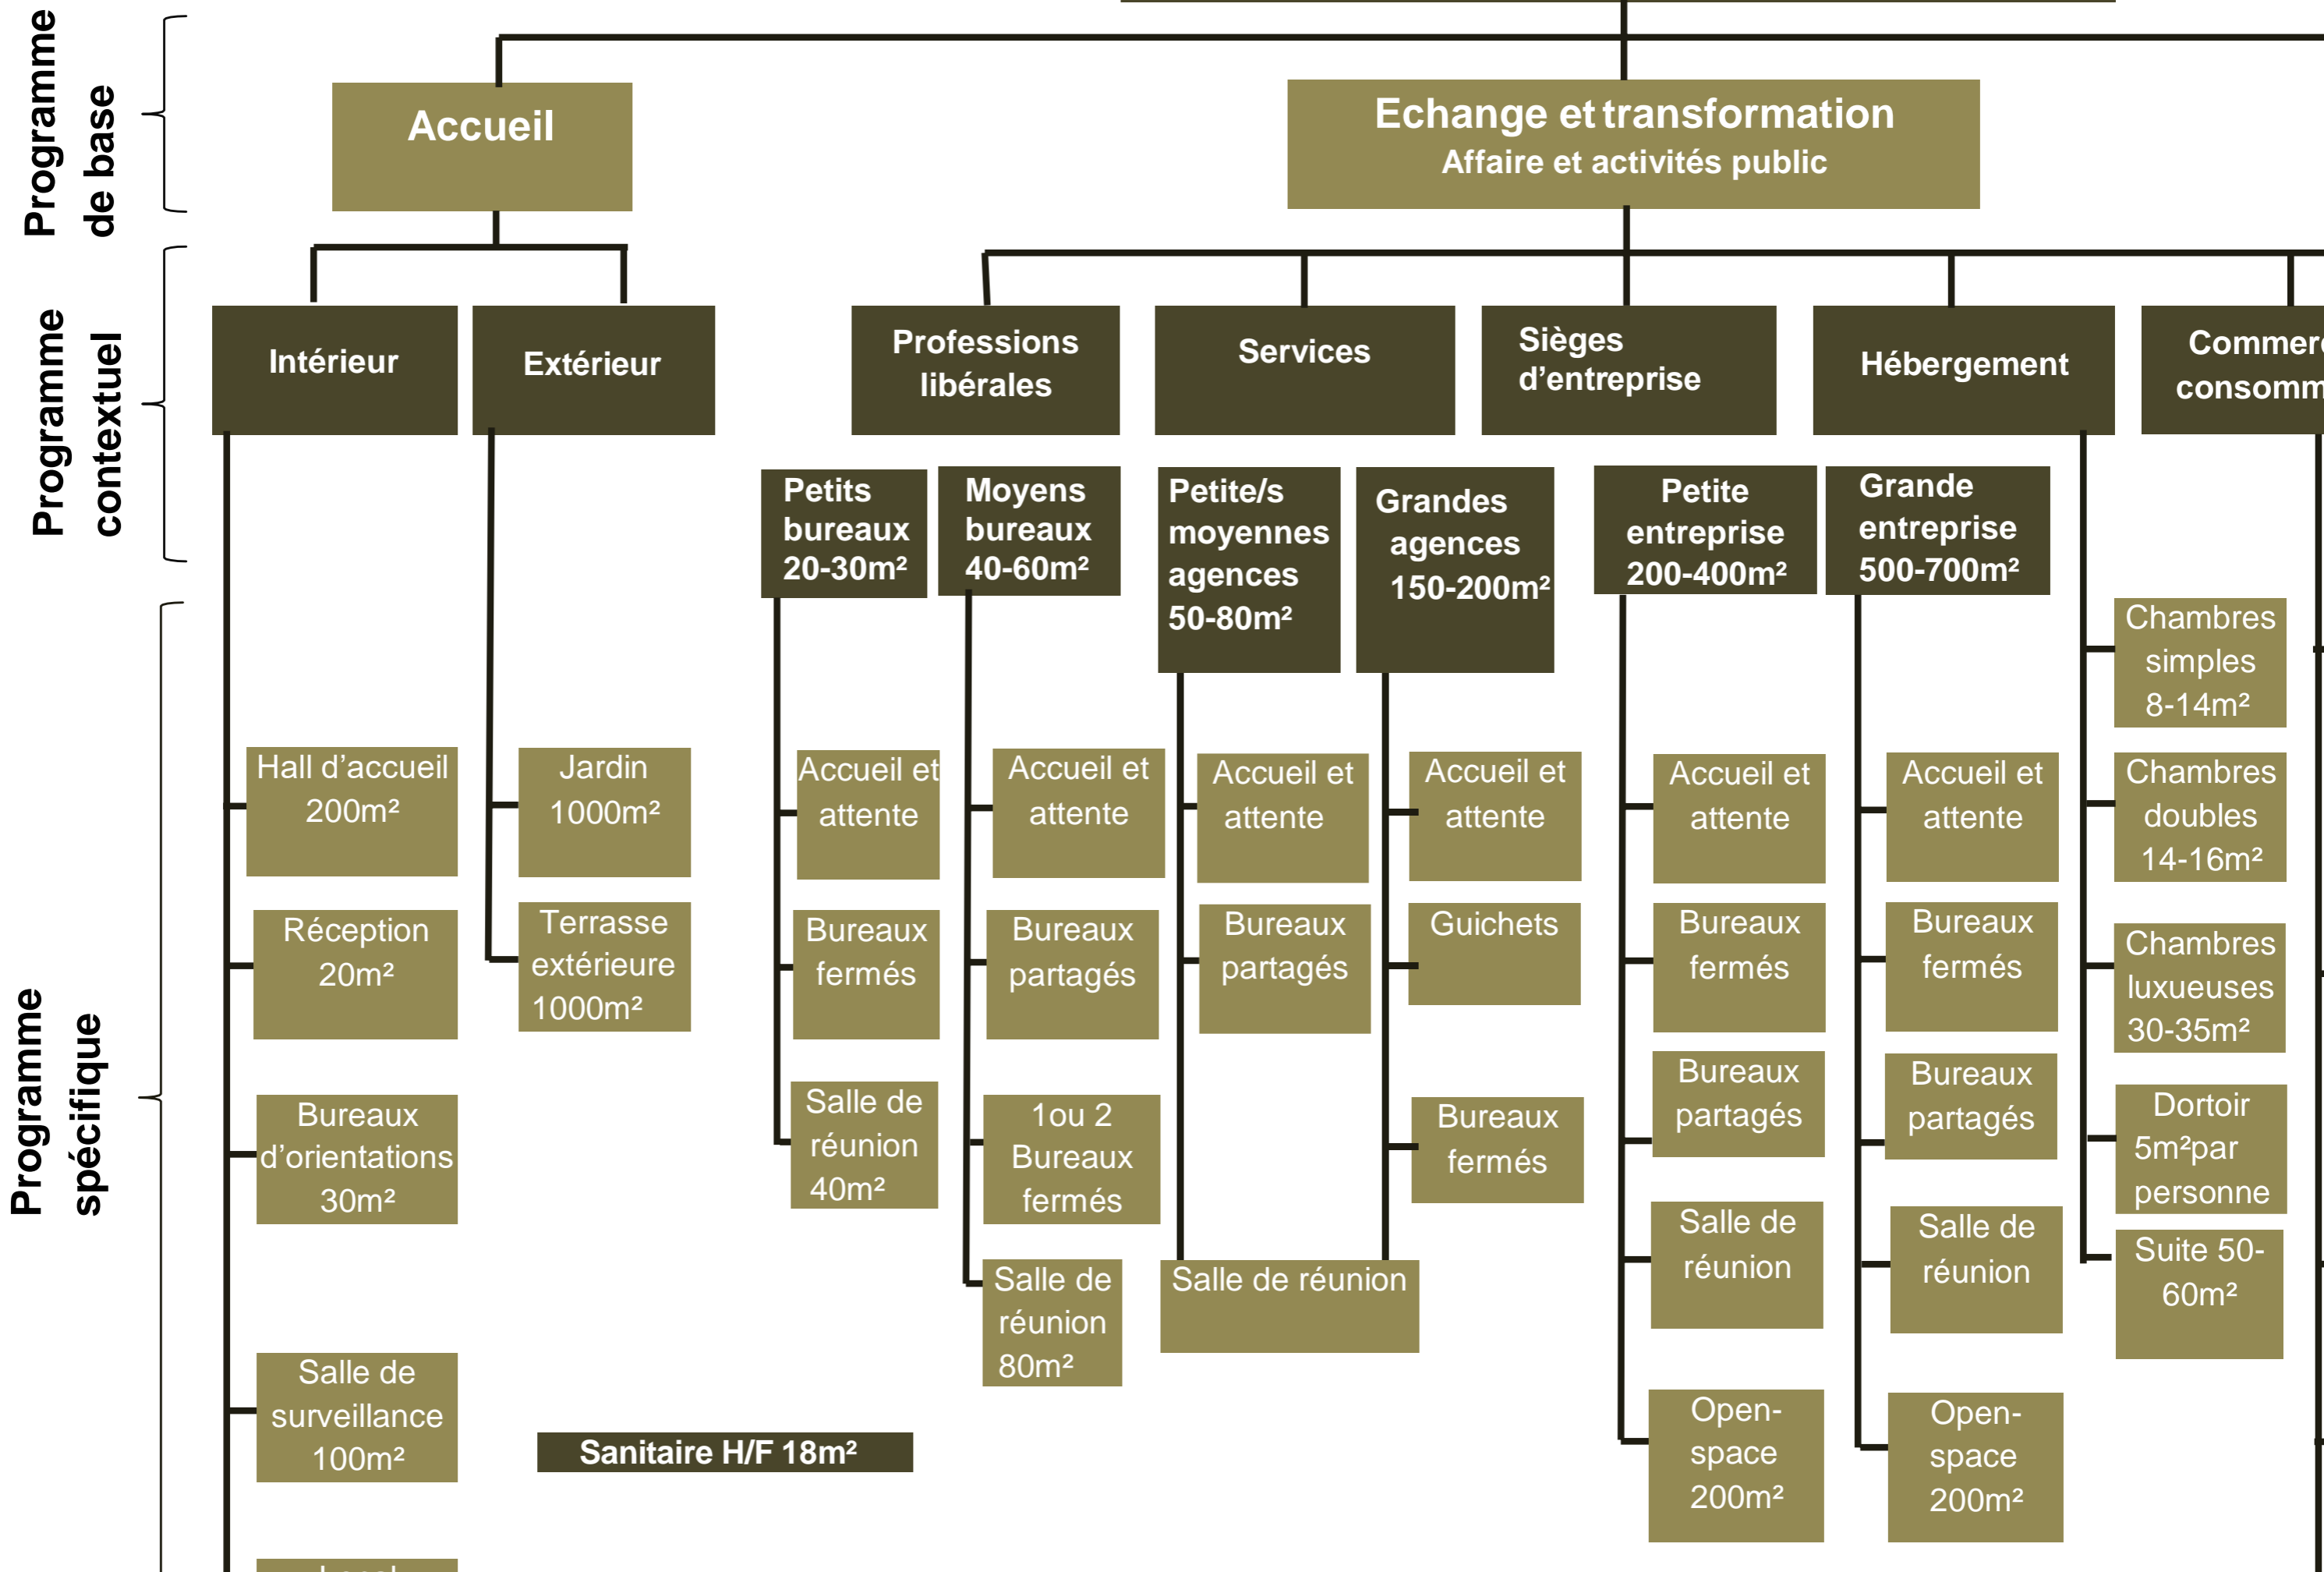 Programme
de base
Accueil
Echange et transformation
Affaire et activités public
Programme
contextuel
Intérieur
Extérieur
Professions
libérales
Services
Sièges
d'entreprise
Hébergement
Petits
bureaux
20-30m²
Moyens
bureaux
40-60m²
Petite/s
moyennes
agences
50-80m²
Grandes
agences
150-200m²
Petite
entreprise
200-400m²
Grande
entreprise
500-700m²
Programme
spécifique
Hall d'accueil
200m²
Réception
20m²
Bureaux
d'orientations
30m²
Salle de
surveillance
100m²
Jardin
1000m²
Terrasse
extérieure
1000m²
Sanitaire H/F 18m²
Accueil et
attente
Bureaux
fermés
Salle de
réunion
40m²
Accueil et
attente
Bureaux
partagés
1ou 2
Bureaux
fermés
Salle de
réunion
80m²
Accueil et
attente
Bureaux
partagés
Salle de réunion
Accueil et
attente
Guichets
Bureaux
fermés
Accueil et
attente
Bureaux
fermés
Bureaux
partagés
Salle de
réunion
Open-
space
200m²
Accueil et
attente
Bureaux
fermés
Bureaux
partagés
Salle de
réunion
Open-
space
200m²
Chambres
simples
8-14m²
Chambres
doubles
14-16m²
Chambres
luxueuses
30-35m²
Dortoir
5m²par
personne
Suite 50-
60m²